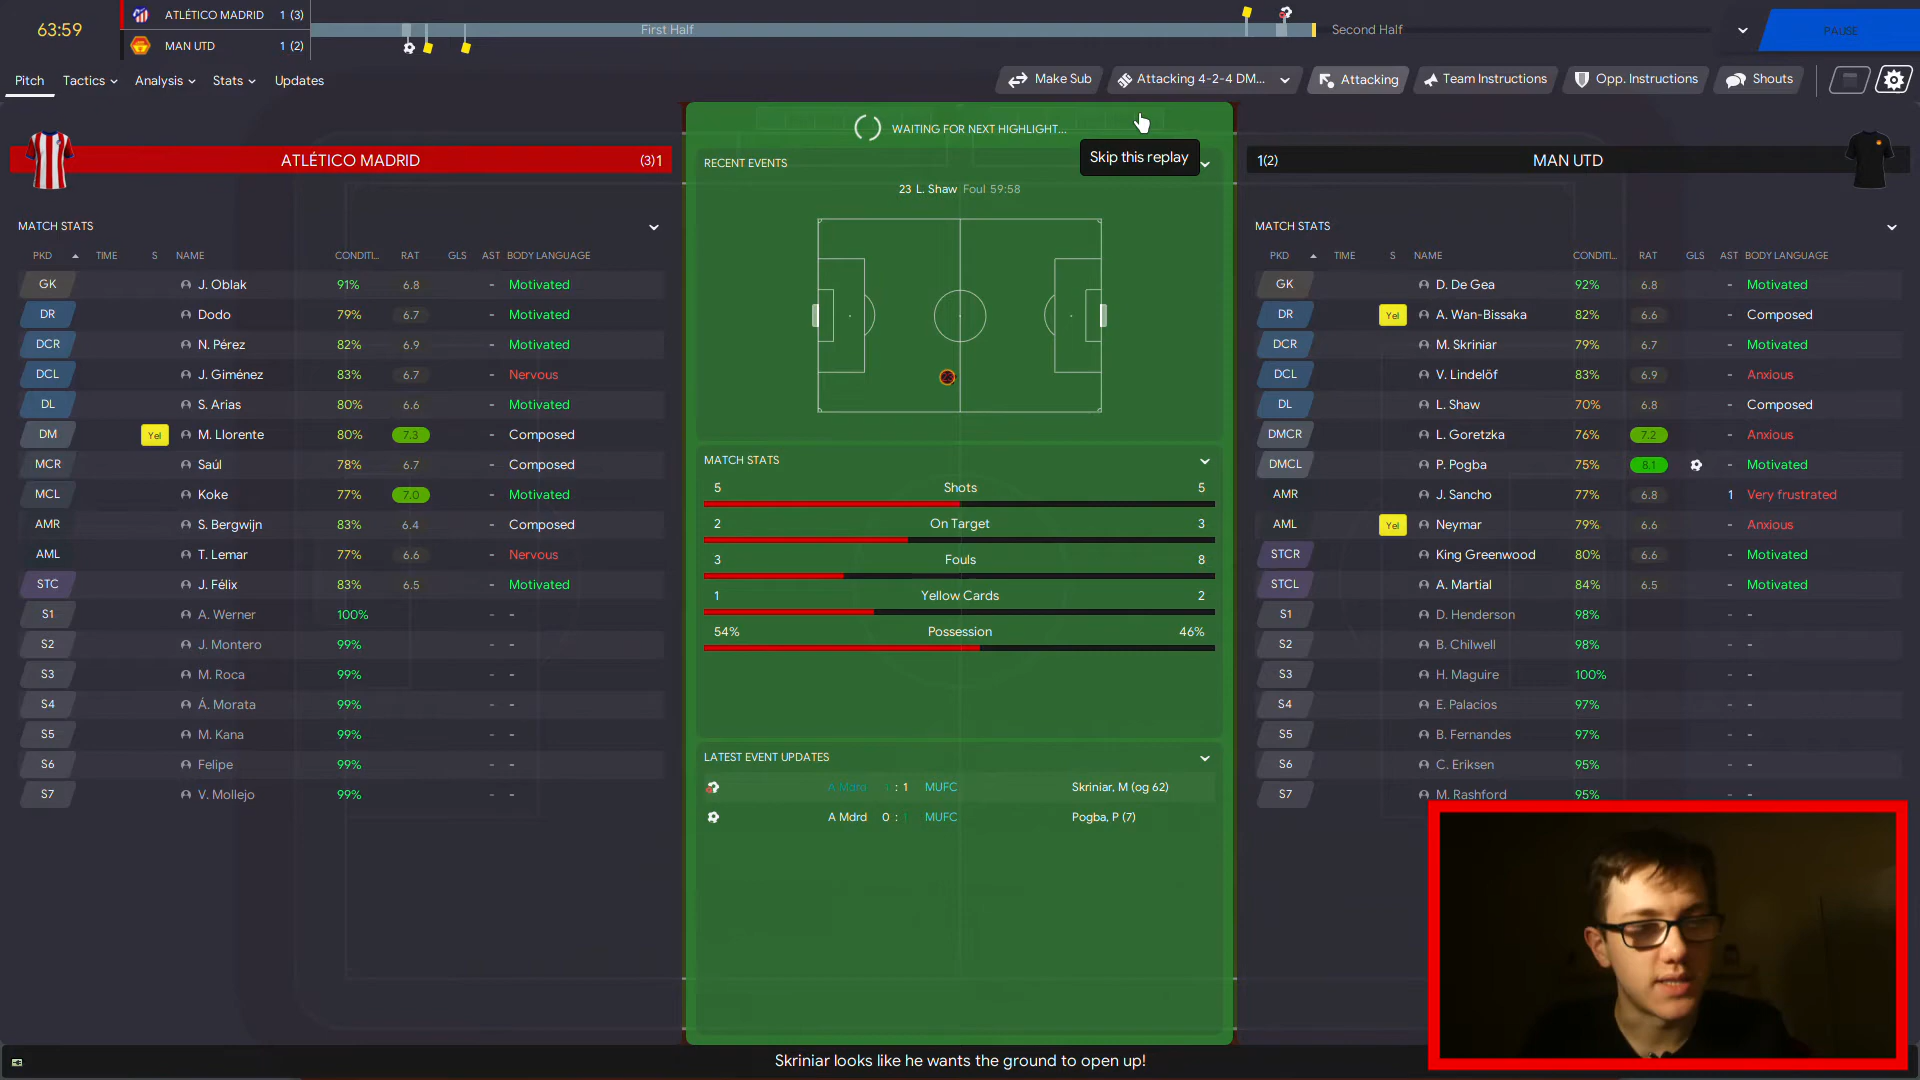 63:59
ATLÉTICO MADRID 1 (3)
MAN UTD 1 (2)
First Half
Second Half
PAUSE
Pitch Tactics Analysis Stats Updates
Make Sub Attacking 4-2-4 DM... Attacking Team Instructions Opp. Instructions Shouts
WAITING FOR NEXT HIGHLIGHT...
Skip this replay
ATLÉTICO MADRID (3)1
MATCH STATS
PKD TIME S NAME CONDITI... RAT GLS AST BODY LANGUAGE
GK J. Oblak 91% 6.8 - Motivated
DR Dodo 79% 6.7 - Motivated
DCR N. Pérez 82% 6.9 - Motivated
DCL J. Giménez 83% 6.7 - Nervous
DL S. Arias 80% 6.6 - Motivated
DM Yel M. Llorente 80% 7.3 - Composed
MCR Saúl 78% 6.7 - Composed
MCL Koke 77% 7.0 - Motivated
AMR S. Bergwijn 83% 6.4 - Composed
AML T. Lemar 77% 6.6 - Nervous
STC J. Félix 83% 6.5 - Motivated
S1 A. Werner 100% - -
S2 J. Montero 99% - -
S3 M. Roca 99% - -
S4 Á. Morata 99% - -
S5 M. Kana 99% - -
S6 Felipe 99% - -
S7 V. Mollejo 99% - -
RECENT EVENTS
23 L. Shaw Foul 59:58
MATCH STATS
5 Shots 5
2 On Target 3
3 Fouls 8
1 Yellow Cards 2
54% Possession 46%
LATEST EVENT UPDATES
A Mdrd : 1 MUFC Skriniar, M (og 62)
A Mdrd 0 : MUFC Pogba, P (7)
1(2) MAN UTD
MATCH STATS
PKD TIME S NAME CONDITI... RAT GLS AST BODY LANGUAGE
GK D. De Gea 92% 6.8 - Motivated
DR Yel A. Wan-Bissaka 82% 6.6 - Composed
DCR M. Skriniar 79% 6.7 - Motivated
DCL V. Lindelöf 83% 6.9 - Anxious
DL L. Shaw 70% 6.8 - Composed
DMCR L. Goretzka 76% 7.2 - Anxious
DMCL P. Pogba 75% 8.1 - Motivated
AMR J. Sancho 77% 6.8 1 Very frustrated
AML Yel Neymar 79% 6.6 - Anxious
STCR King Greenwood 80% 6.6 - Motivated
STCL A. Martial 84% 6.5 - Motivated
S1 D. Henderson 98% - -
S2 B. Chilwell 98% - -
S3 H. Maguire 100% - -
S4 E. Palacios 97% - -
S5 B. Fernandes 97% - -
S6 C. Eriksen 95% - -
S7 M. Rashford 95% - -
Skriniar looks like he wants the ground to open up!